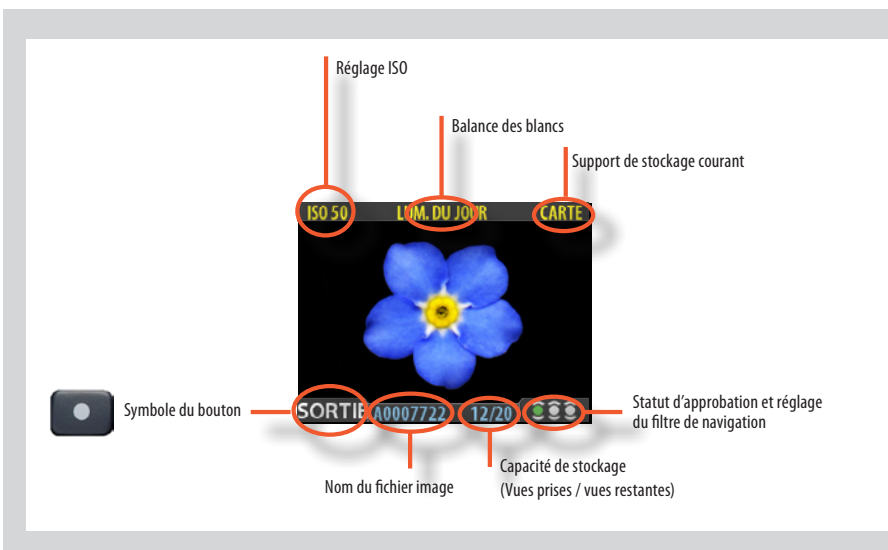 Réglage ISO
Balance des blancs
Support de stockage courant
ISO 50 LUM. DU JOUR CARTE
Symbole du bouton
SORTIE A0007722 12/20
Statut d'approbation et réglage
du filtre de navigation
Nom du fichier image
Capacité de stockage
(Vues prises / vues restantes)